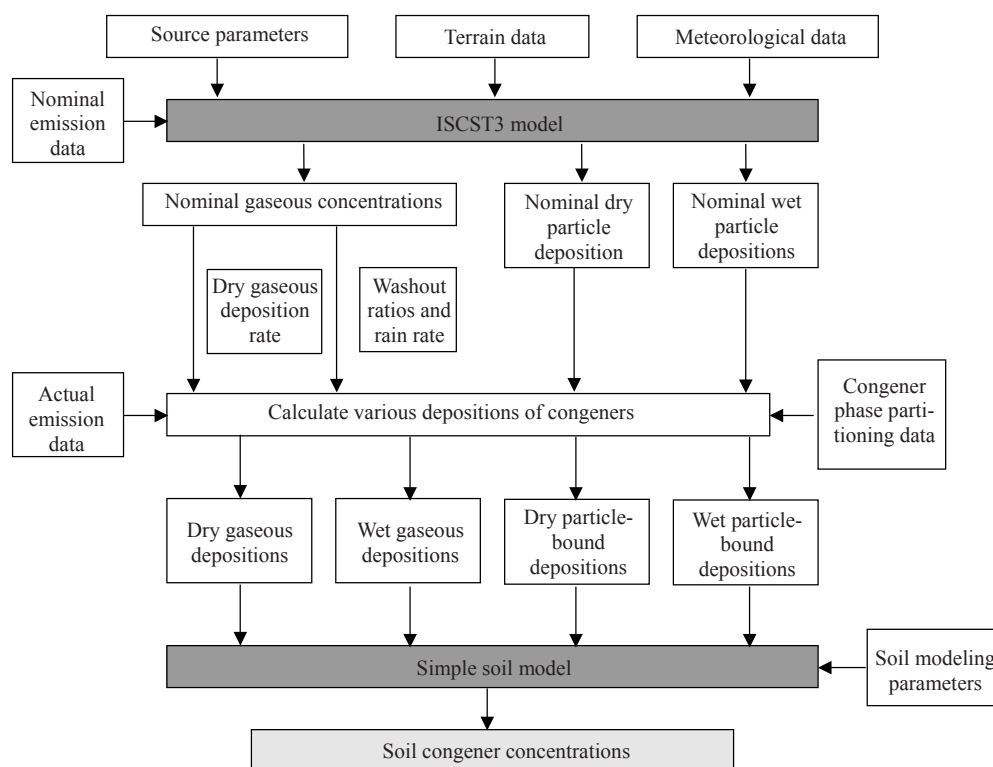 Source parameters
Terrain data
Meteorological data
Nominal
emission
data
ISCST3 model
Nominal gaseous concentrations
Nominal dry
particle
deposition
Nominal wet
particle
depositions
Dry gaseous
deposition
rate
Washout
ratios and
rain rate
Actual
emission
data
Calculate various depositions of congeners
Congener
phase parti-
tioning data
Dry gaseous
depositions
Wet gaseous
depositions
Dry particle-
bound
depositions
Wet particle-
bound
depositions
Simple soil model
Soil modeling
parameters
Soil congener concentrations